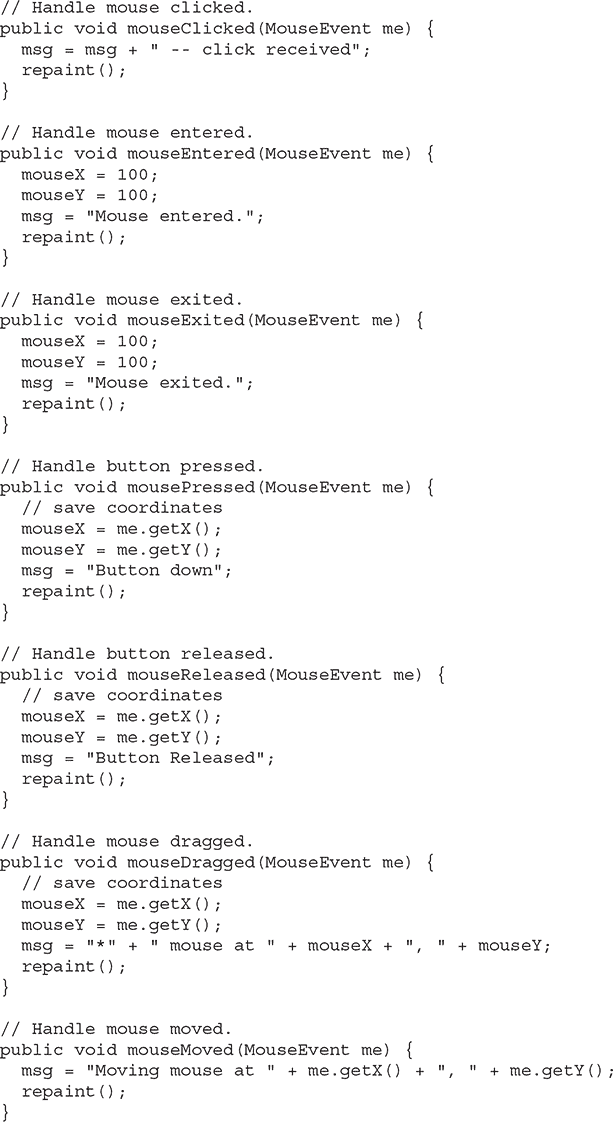 // Handle mouse clicked.
public void mouseClicked(MouseEvent me) {
  msg = msg + " -- click received";
  repaint();
}

// Handle mouse entered.
public void mouseEntered(MouseEvent me) {
  mouseX = 100;
  mouseY = 100;
  msg = "Mouse entered.";
  repaint();
}

// Handle mouse exited.
public void mouseExited(MouseEvent me) {
  mouseX = 100;
  mouseY = 100;
  msg = "Mouse exited.";
  repaint();
}

// Handle button pressed.
public void mousePressed(MouseEvent me) {
  // save coordinates
  mouseX = me.getX();
  mouseY = me.getY();
  msg = "Button down";
  repaint();
}

// Handle button released.
public void mouseReleased(MouseEvent me) {
  // save coordinates
  mouseX = me.getX();
  mouseY = me.getY();
  msg = "Button Released";
  repaint();
}

// Handle mouse dragged.
public void mouseDragged(MouseEvent me) {
  // save coordinates
  mouseX = me.getX();
  mouseY = me.getY();
  msg = "*" + " mouse at " + mouseX + ", " + mouseY;
  repaint();
}

// Handle mouse moved.
public void mouseMoved(MouseEvent me) {
  msg = "Moving mouse at " + me.getX() + ", " + me.getY();
  repaint();
}